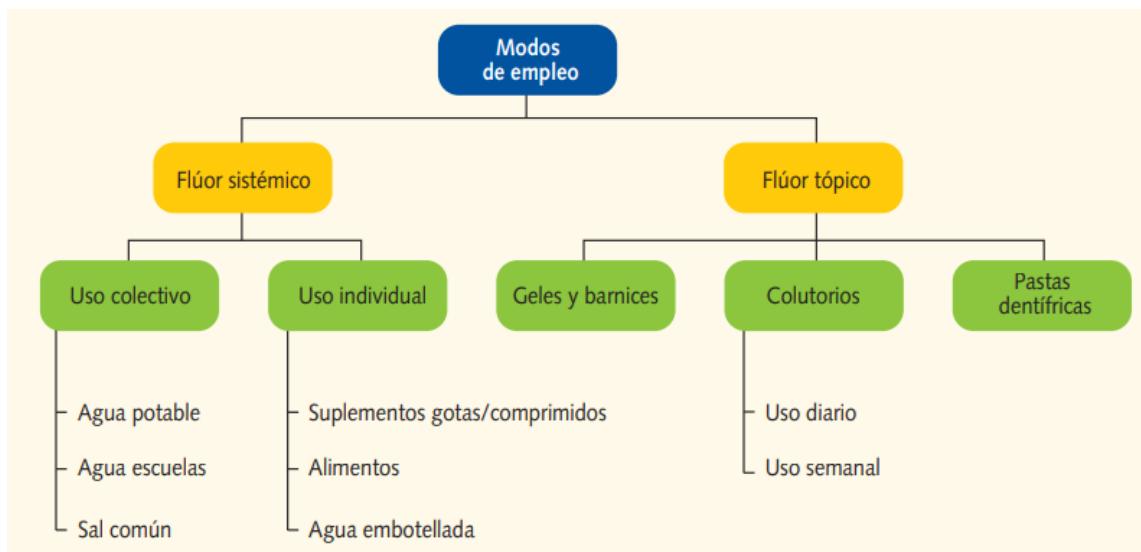 Modos
de empleo
Flúor sistémico
Flúor tópico
Uso colectivo
Uso individual
Geles y barnices
Colutorios
Pastas
dentífricas
Agua potable
Suplementos gotas/comprimidos
Uso diario
Agua escuelas
Alimentos
Uso semanal
Sal común
Agua embotellada